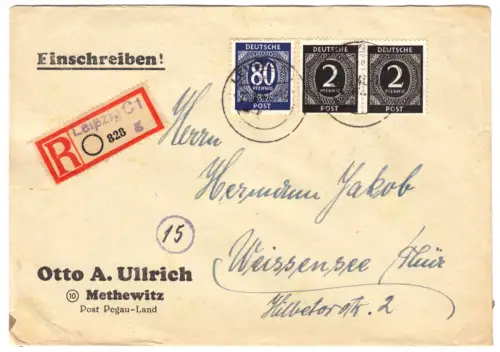 Einschreiben!
DEUTSCHE
80
PFENNIG
POST
DEUTSCHE
2
PFENNIG
POST
DEUTSCHE
2
PFENNIG
POST
R
Leipzig C1
828
g
Herrn
Hermann Jakob
Weissensee Thür
15
Otto A. Ullrich
10 Methewitz
Post Pegau-Land